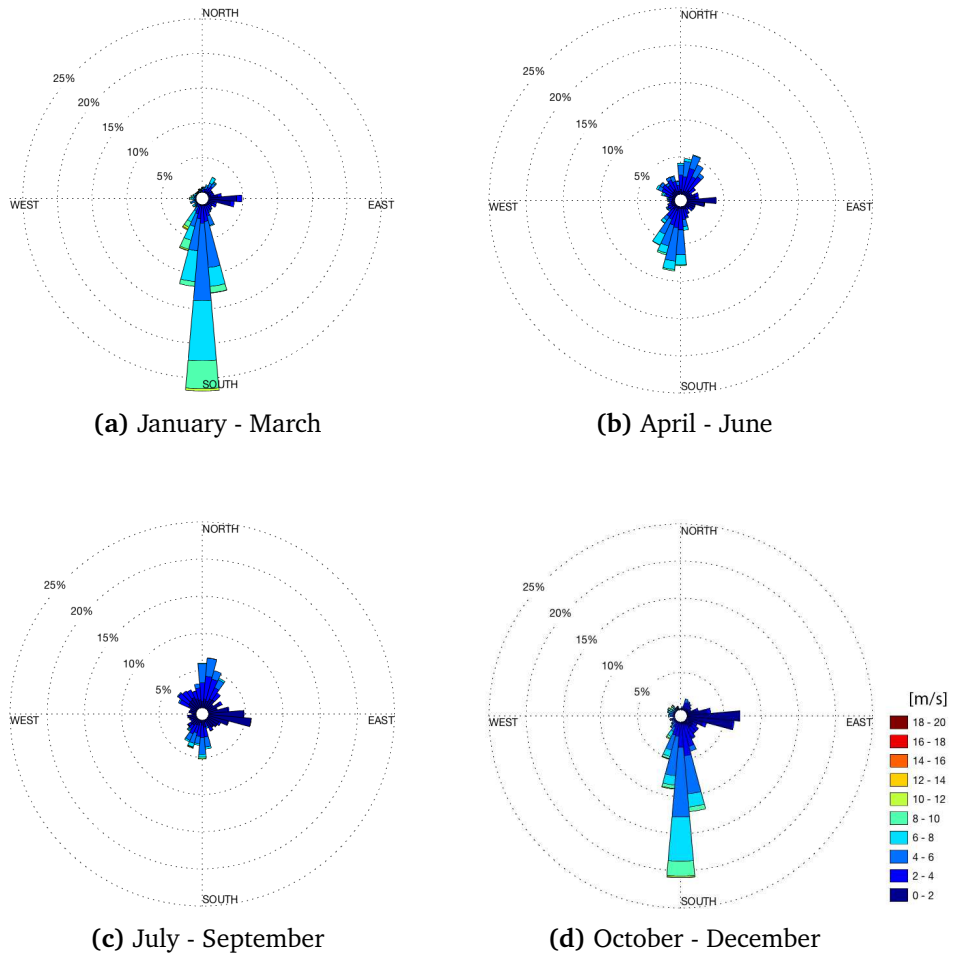 NORTH
25%
20%
15%
10%
5%
WEST
EAST
SOUTH
(a) January - March
NORTH
25%
20%
15%
10%
5%
WEST
EAST
SOUTH
(b) April - June
NORTH
25%
20%
15%
10%
5%
WEST
EAST
SOUTH
(c) July - September
NORTH
25%
20%
15%
10%
5%
WEST
EAST
SOUTH
(d) October - December
[m/s]
18 - 20
16 - 18
14 - 16
12 - 14
10 - 12
8 - 10
6 - 8
4 - 6
2 - 4
0 - 2